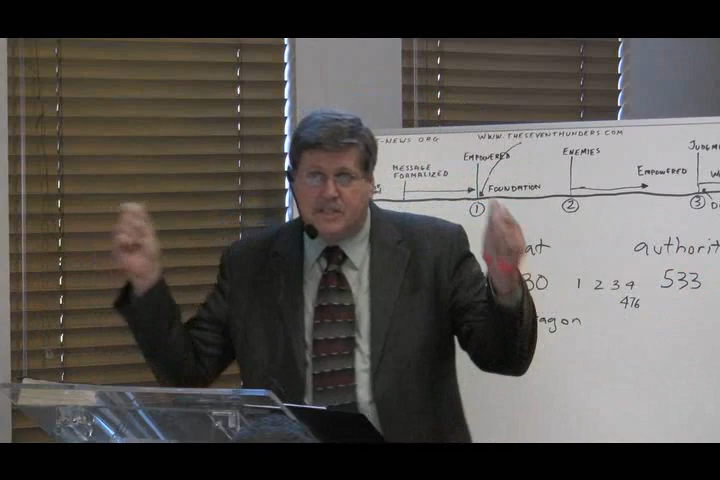 -NEWS.ORG WWW.THESEVENTHUNDERS.COM
ENEMIES
EMPOWERED
MESSAGE
FORMALIZED
EMPOWERED
FOUNDATION
1 2 3
authorit
30 1 2 3 4 533
476
agon